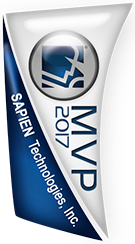 MVP
2017
SAPIEN Technologies, Inc.